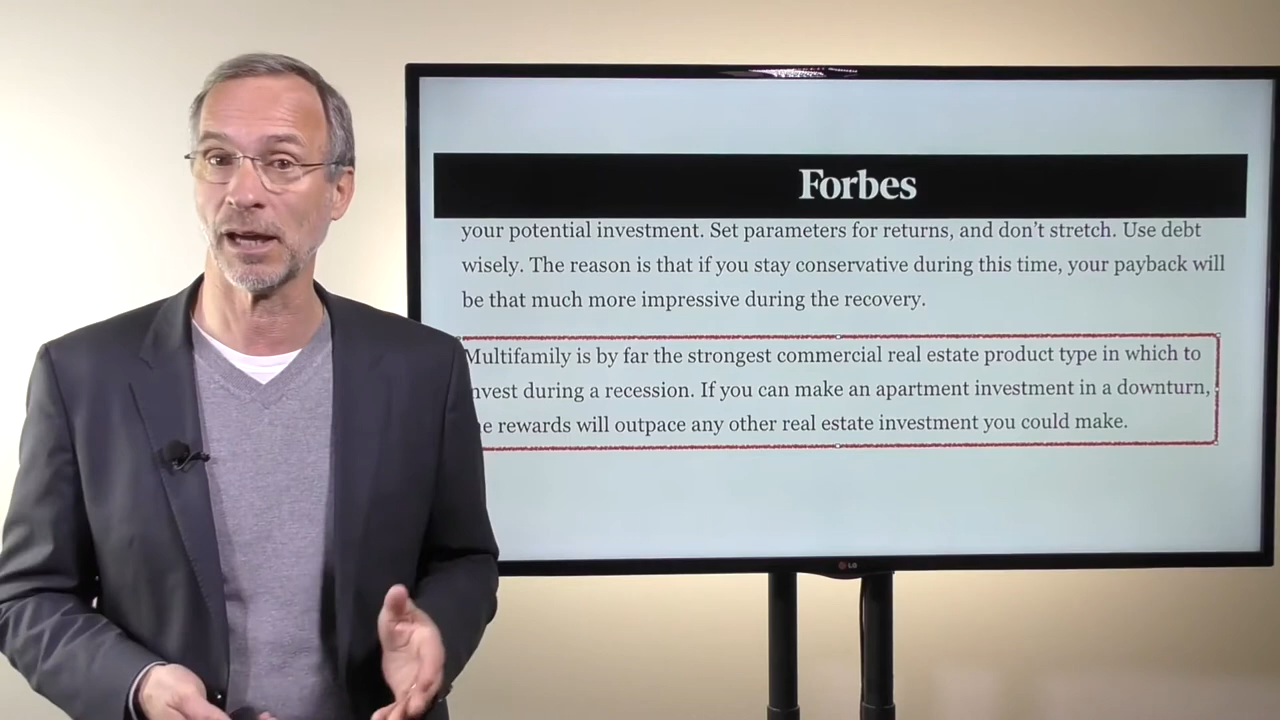 Forbes
your potential investment. Set parameters for returns, and don't stretch. Use debt
wisely. The reason is that if you stay conservative during this time, your payback will
be that much more impressive during the recovery.
Multifamily is by far the strongest commercial real estate product type in which to
nvest during a recession. If you can make an apartment investment in a downturn,
e rewards will outpace any other real estate investment you could make.
LG